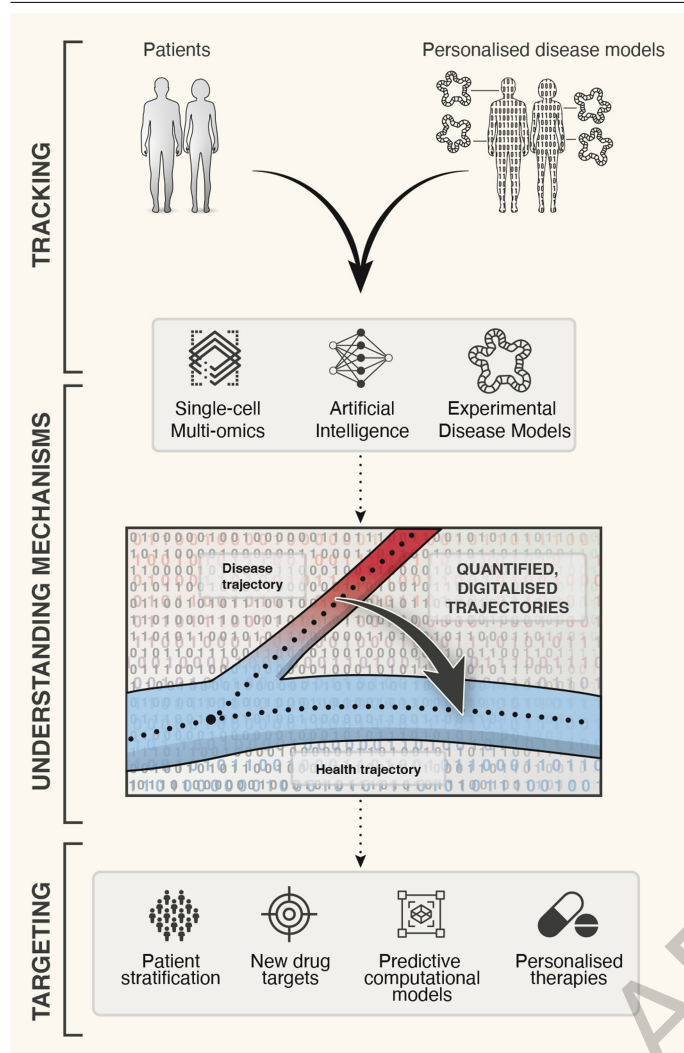 Patients
Personalised disease models
TRACKING
Single-cell
Multi-omics
Artificial
Intelligence
Experimental
Disease Models
UNDERSTANDING MECHANISMS
Disease
trajectory
QUANTIFIED,
DIGITALISED
TRAJECTORIES
Health trajectory
TARGETING
Patient
stratification
New drug
targets
Predictive
computational
models
Personalised
therapies